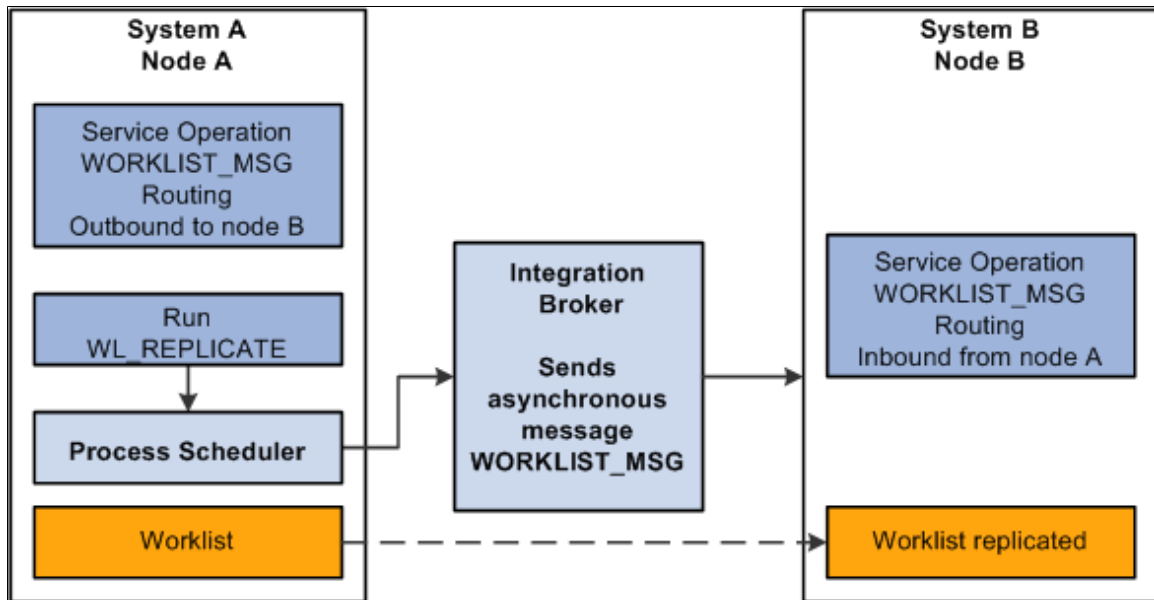 System A
Node A
Service Operation
WORKLIST_MSG
Routing
Outbound to node B
Run
WL_REPLICATE
Process Scheduler
Worklist
Integration
Broker
Sends
asynchronous
message
WORKLIST_MSG
System B
Node B
Service Operation
WORKLIST_MSG
Routing
Inbound from node A
Worklist replicated